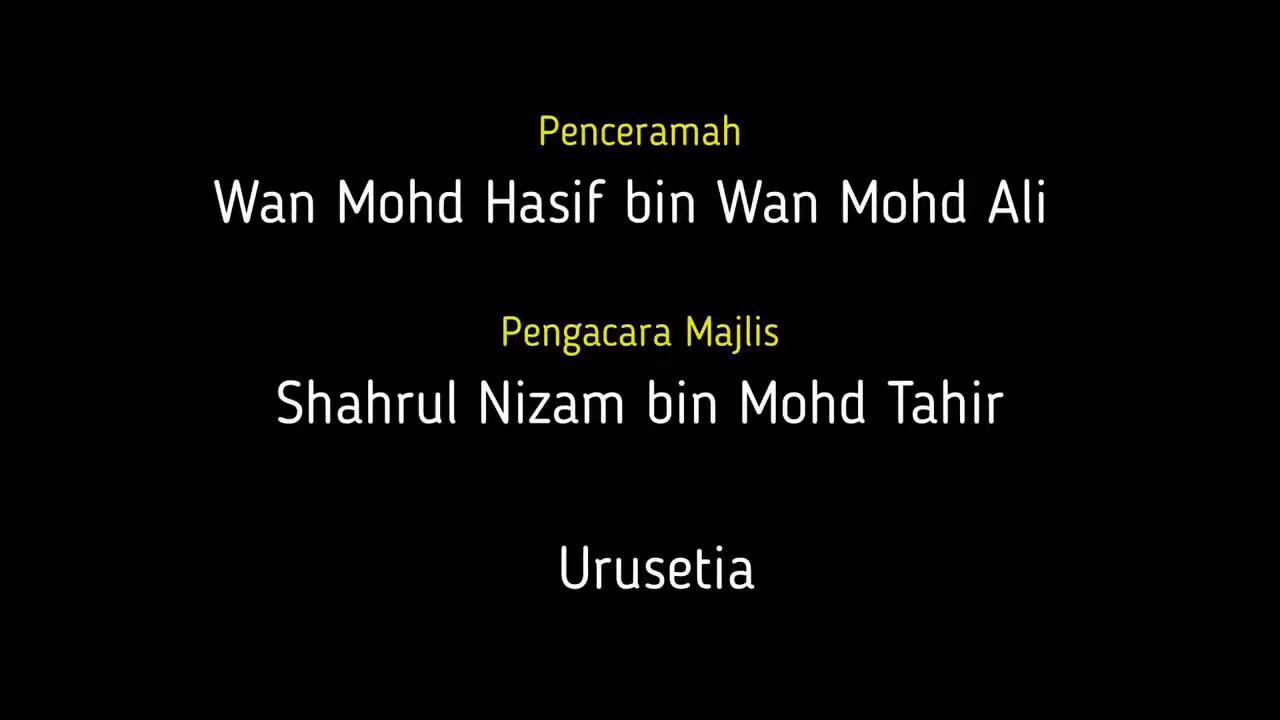 Penceramah
Wan Mohd Hasif bin Wan Mohd Ali
Pengacara Majlis
Shahrul Nizam bin Mohd Tahir
Urusetia